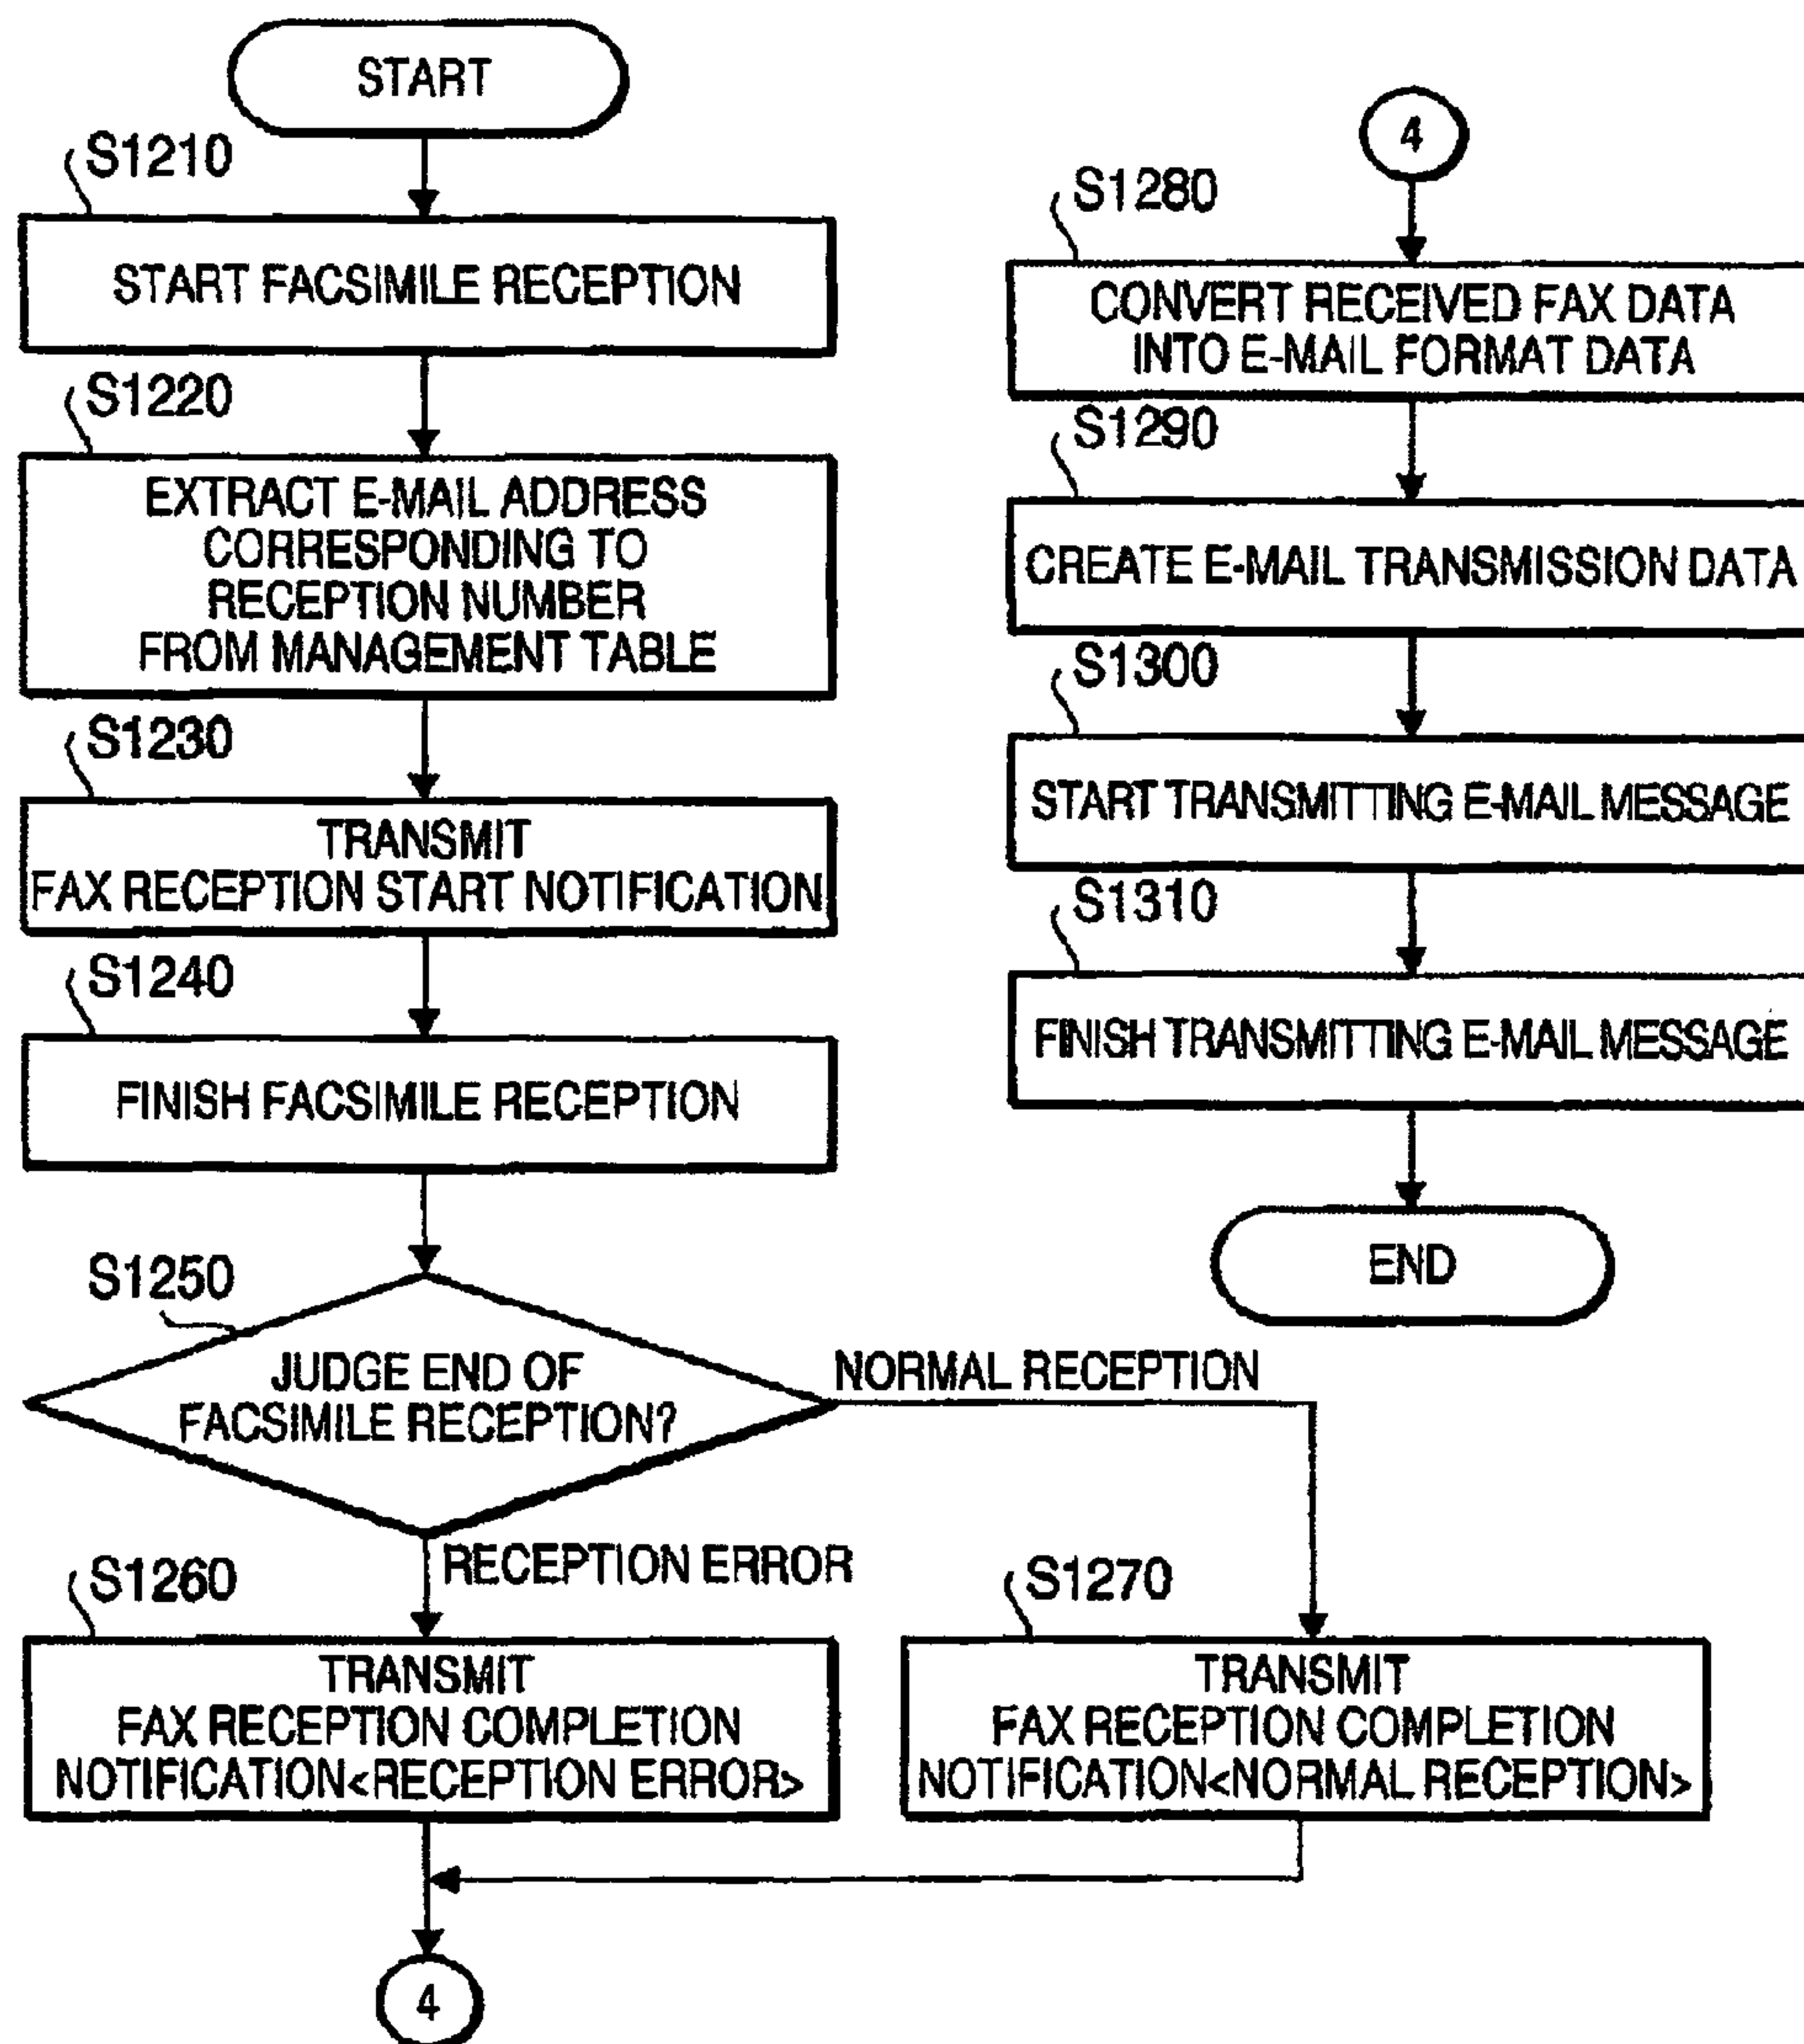 START
S1210
START FACSIMILE RECEPTION
S1220
EXTRACT E-MAIL ADDRESS
CORRESPONDING TO
RECEPTION NUMBER
FROM MANAGEMENT TABLE
S1230
TRANSMIT
FAX RECEPTION START NOTIFICATION
S1240
FINISH FACSIMILE RECEPTION
S1250
JUDGE END OF
FACSIMILE RECEPTION?
NORMAL RECEPTION
RECEPTION ERROR
S1260
TRANSMIT
FAX RECEPTION COMPLETION
NOTIFICATION<RECEPTION ERROR>
S1270
TRANSMIT
FAX RECEPTION COMPLETION
NOTIFICATION<NORMAL RECEPTION>
4
4
S1280
CONVERT RECEIVED FAX DATA
INTO E-MAIL FORMAT DATA
S1290
CREATE E-MAIL TRANSMISSION DATA
S1300
START TRANSMITTING E-MAIL MESSAGE
S1310
FINISH TRANSMITTING E-MAIL MESSAGE
END